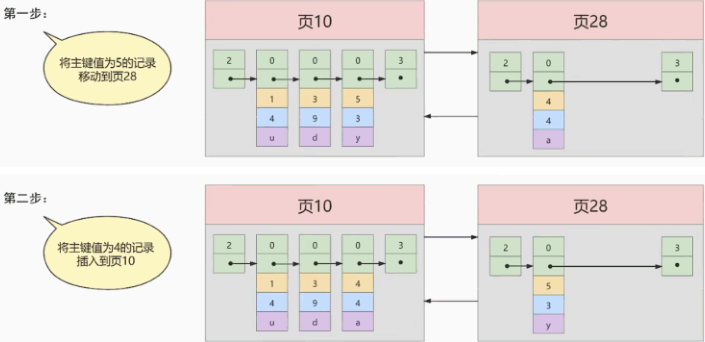 第一步：
将主键值为5的记录
移动到页28
页10
页28
2 0 0 0 3
1 3 5
4 9 3
u d y
2 0 3
4
4
a
第二步：
将主键值为4的记录
插入到页10
页10
页28
2 0 0 0 3
1 3 4
4 9 4
u d a
2 0 3
5
3
y